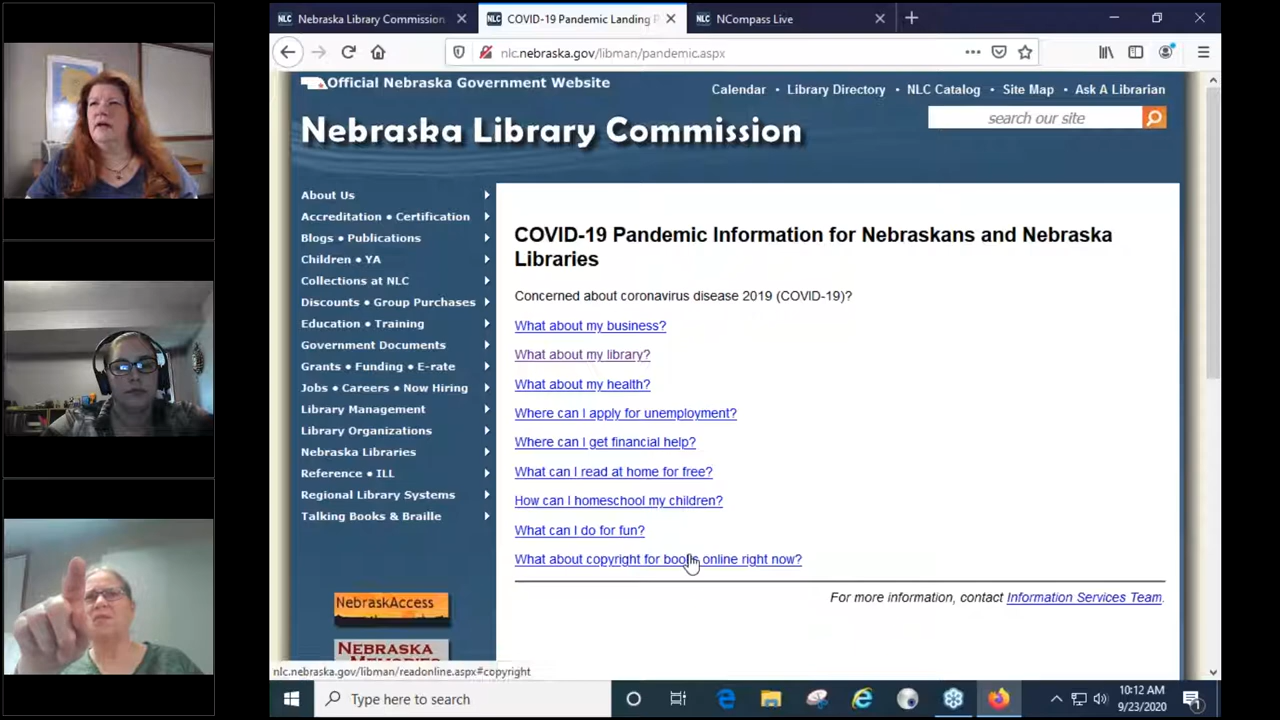 Nebraska Library Commission
COVID-19 Pandemic Landing P
NCompass Live
nlc.nebraska.gov/libman/pandemic.aspx
Official Nebraska Government Website
Calendar • Library Directory • NLC Catalog • Site Map • Ask A Librarian
Nebraska Library Commission
search our site
About Us
Accreditation • Certification
Blogs • Publications
Children • YA
Collections at NLC
Discounts • Group Purchases
Education • Training
Government Documents
Grants • Funding • E-rate
Jobs • Careers • Now Hiring
Library Management
Library Organizations
Nebraska Libraries
Reference • ILL
Regional Library Systems
Talking Books & Braille
NebraskAccess
NEBRASKA
COVID-19 Pandemic Information for Nebraskans and Nebraska
Libraries
Concerned about coronavirus disease 2019 (COVID-19)?
What about my business?
What about my library?
What about my health?
Where can I apply for unemployment?
Where can I get financial help?
What can I read at home for free?
How can I homeschool my children?
What can I do for fun?
What about copyright for books online right now?
For more information, contact Information Services Team.
nlc.nebraska.gov/libman/readonline.aspx#copyright
Type here to search
10:12 AM
9/23/2020